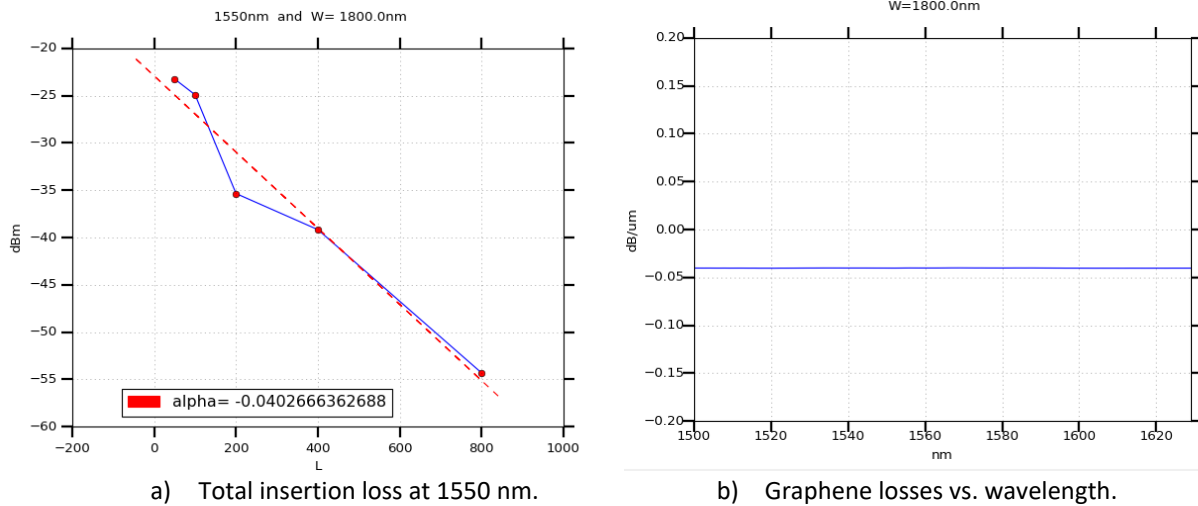 1550nm and W= 1800.0nm
−20
−25
−30
−35
−40
−45
−50
−55
−60
dBm
alpha= -0.0402666362688
−200 0 200 400 600 800 1000
L
a) Total insertion loss at 1550 nm.
W=1800.0nm
0.20
0.15
0.10
0.05
0.00
−0.05
−0.10
−0.15
−0.20
dB/um
1500 1520 1540 1560 1580 1600 1620
nm
b) Graphene losses vs. wavelength.